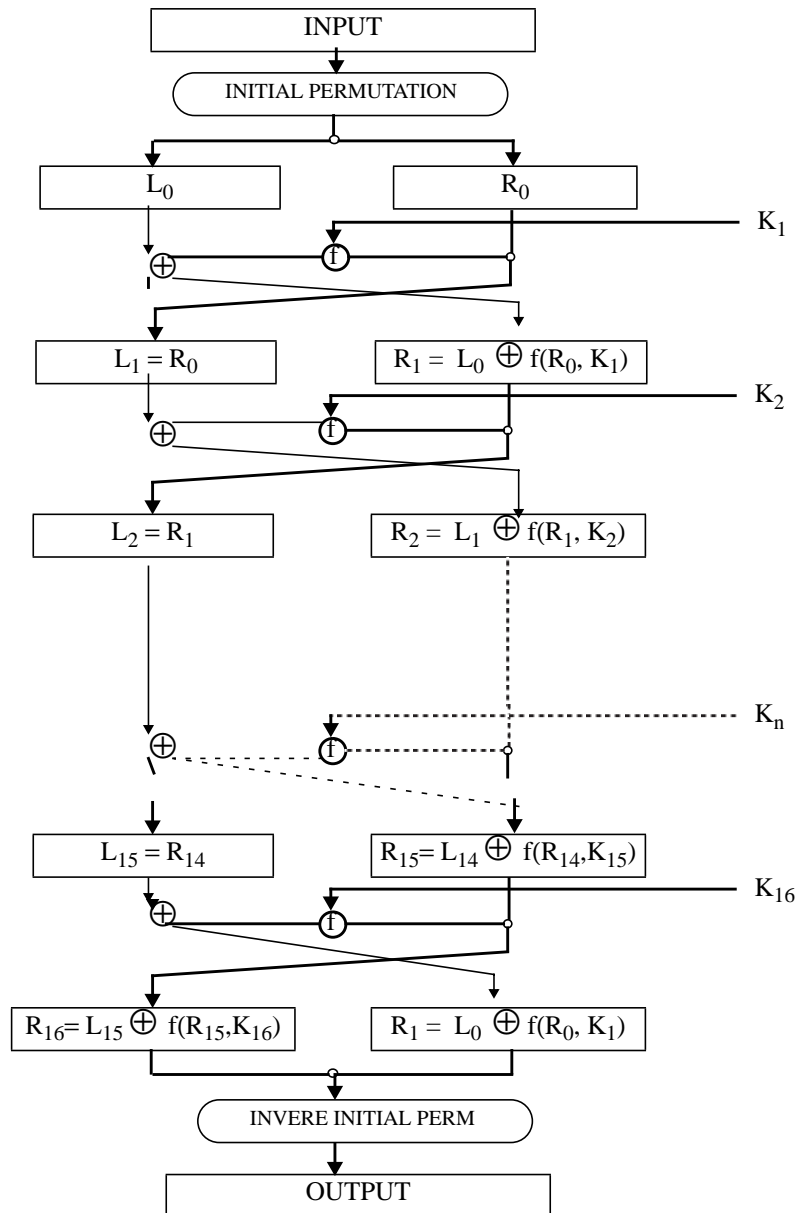 INPUT
INITIAL PERMUTATION
L0 R0
K1
f
L1 = R0 R1 = L0 ⊕ f(R0, K1)
K2
f
L2 = R1 R2 = L1 ⊕ f(R1, K2)
Kn
f
L15 = R14 R15= L14 ⊕ f(R14,K15)
K16
f
R16= L15 ⊕ f(R15,K16) R1 = L0 ⊕ f(R0, K1)
INVERE INITIAL PERM
OUTPUT